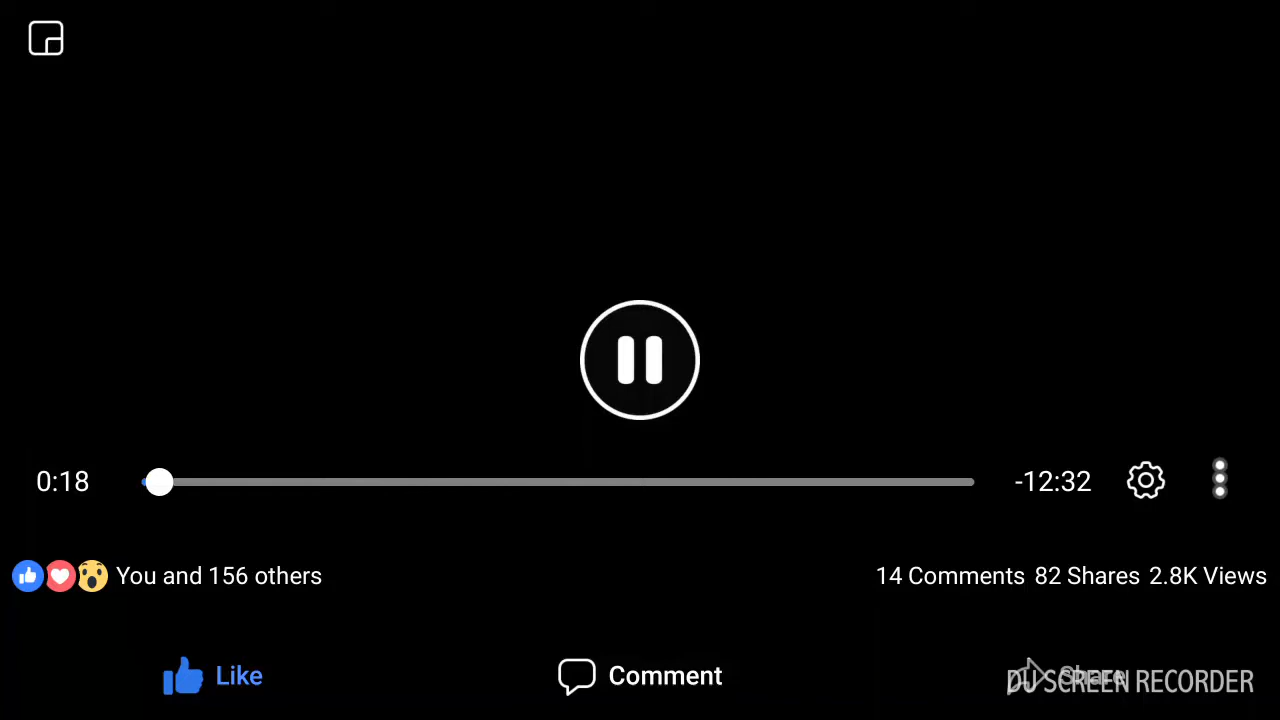 0:18 -12:32
You and 156 others 14 Comments 82 Shares 2.8K Views
Like Comment Share
DU SCREEN RECORDER